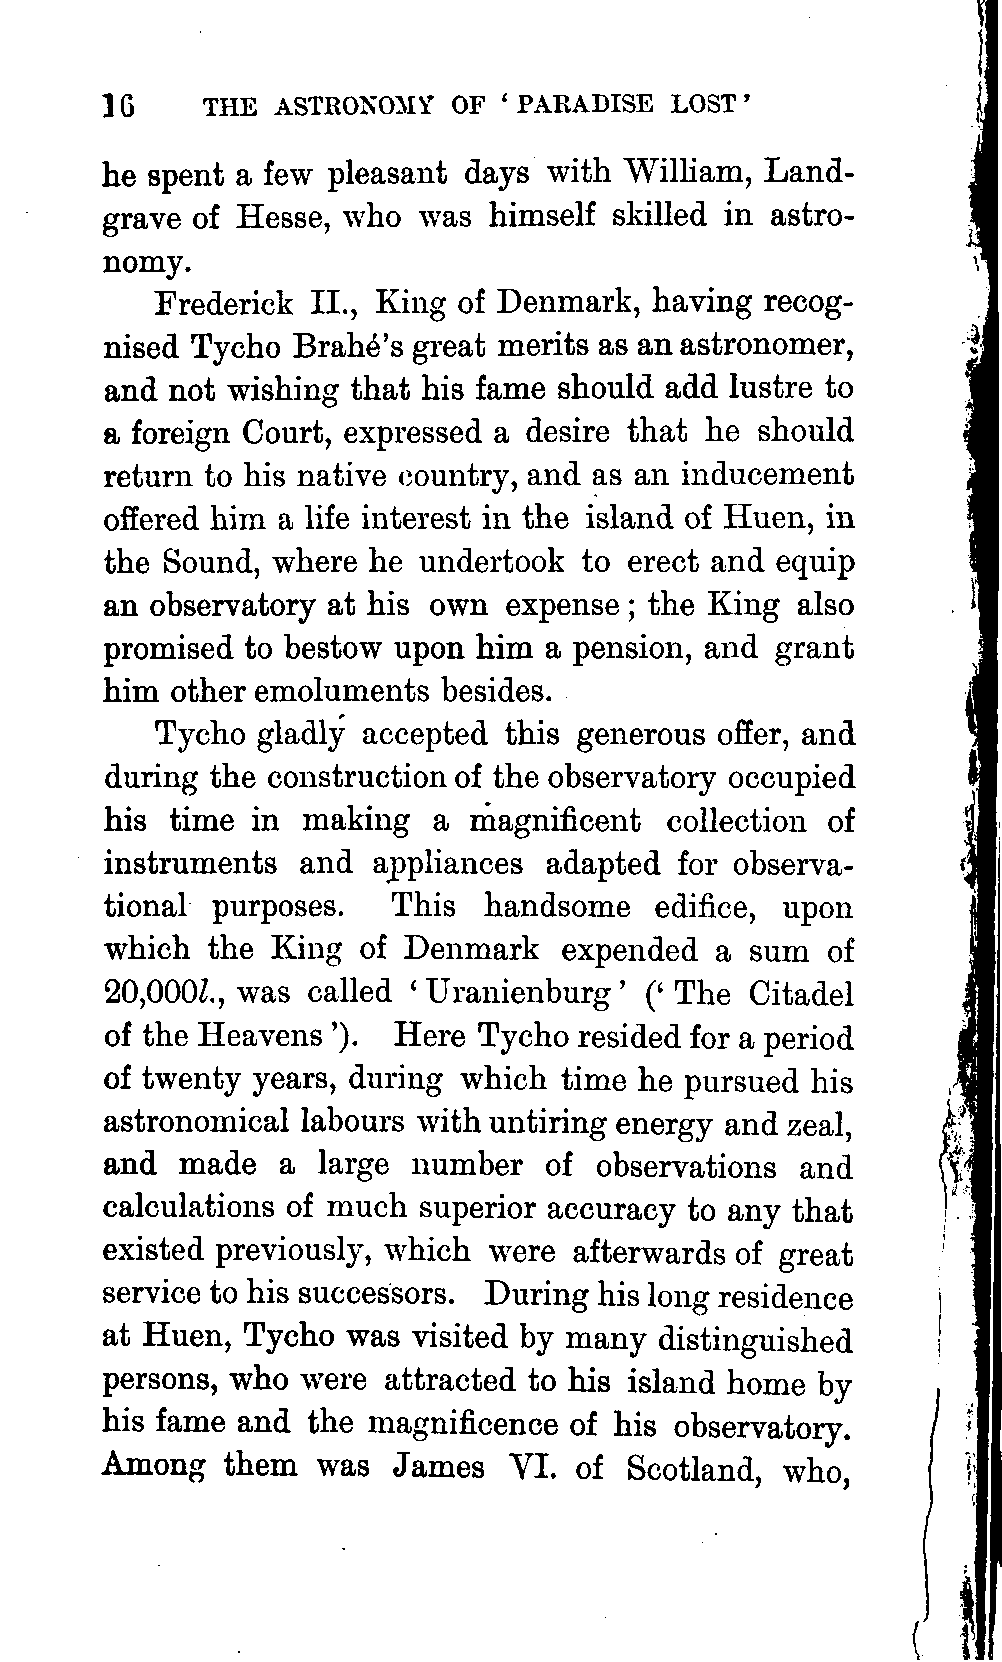 16 THE ASTRONOMY OF ‘ PARADISE LOST ’
he spent a few pleasant days with William, Land-
grave of Hesse, who was himself skilled in astro-
nomy.
Frederick II., King of Denmark, having recog-
nised Tycho Brahé’s great merits as an astronomer,
and not wishing that his fame should add lustre to
a foreign Court, expressed a desire that he should
return to his native country, and as an inducement
offered him a life interest in the island of Huen, in
the Sound, where he undertook to erect and equip
an observatory at his own expense ; the King also
promised to bestow upon him a pension, and grant
him other emoluments besides.
Tycho gladly accepted this generous offer, and
during the construction of the observatory occupied
his time in making a magnificent collection of
instruments and appliances adapted for observa-
tional purposes. This handsome edifice, upon
which the King of Denmark expended a sum of
20,000l., was called ‘ Uranienburg ’ (‘ The Citadel
of the Heavens ’). Here Tycho resided for a period
of twenty years, during which time he pursued his
astronomical labours with untiring energy and zeal,
and made a large number of observations and
calculations of much superior accuracy to any that
existed previously, which were afterwards of great
service to his successors. During his long residence
at Huen, Tycho was visited by many distinguished
persons, who were attracted to his island home by
his fame and the magnificence of his observatory.
Among them was James VI. of Scotland, who,